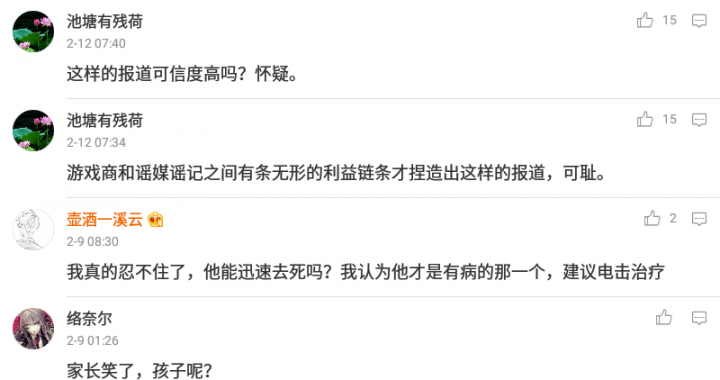 池塘有残荷
15
2-12 07:40
这样的报道可信度高吗？怀疑。
池塘有残荷
15
2-12 07:34
游戏商和谣媒谣记之间有条无形的利益链条才捏造出这样的报道，可耻。
壶酒一溪云
2
2-9 08:30
我真的忍不住了，他能迅速去死吗？我认为他才是有病的那一个，建议电击治疗
络奈尔
2-9 01:26
家长笑了，孩子呢？